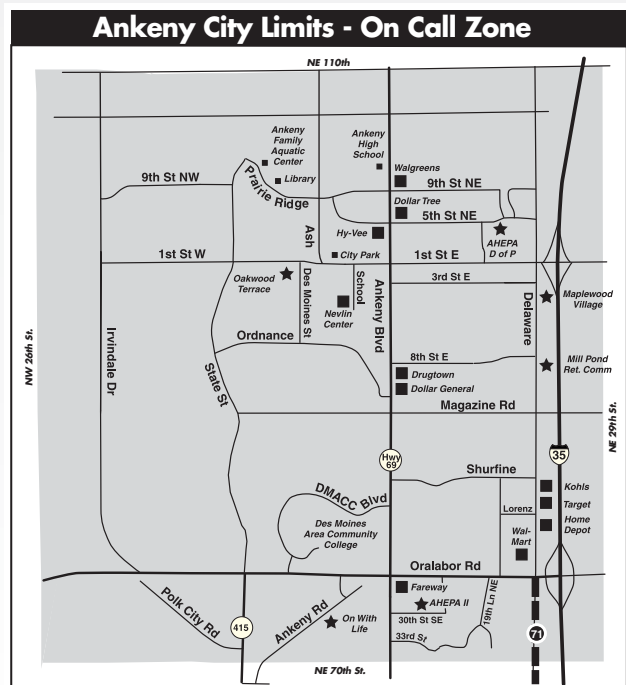 Ankeny City Limits - On Call Zone
NE 110th
Ankeny
Family
Aquatic
Center
Ankeny
High
School
Library
Walgreens
9th St NW
Prairie Ridge
9th St NE
Dollar Tree
5th St NE
Ash
Hy-Vee
AHEPA
D of P
City Park
1st St W
1st St E
Oakwood
Terrace
Des Moines St
School
Nevlin
Center
Ankeny Blvd
3rd St E
Delaware
Maplewood
Village
NW 26th St.
Irvindale Dr
State St
Ordnance
8th St E
Mill Pond
Ret. Comm
Drugtown
Dollar General
Magazine Rd
NE 29th St.
Hwy
69
35
Shurfine
DMACC Blvd
Kohls
Target
Lorenz
Home
Depot
Des Moines
Area Community
College
Wal-
Mart
Oralabor Rd
Polk City Rd
415
Ankeny Rd
On With
Life
Fareway
AHEPA II
30th St SE
33rd St
19th Ln NE
71
NE 70th St.